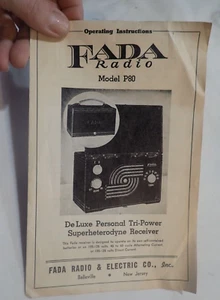 Operating Instructions
FADA
Radio
Model P80
De Luxe Personal Tri-Power
Superheterodyne Receiver
FADA RADIO & ELECTRIC CO., Inc.
Belleville New Jersey